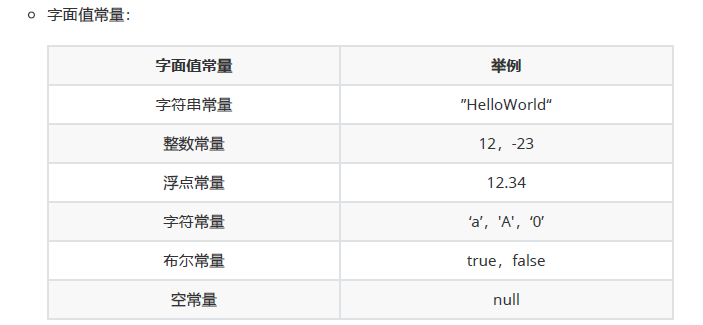 字面值常量：
字面值常量 举例
字符串常量 ”HelloWorld“
整数常量 12，-23
浮点常量 12.34
字符常量 ‘a’，'A'，‘0’
布尔常量 true，false
空常量 null